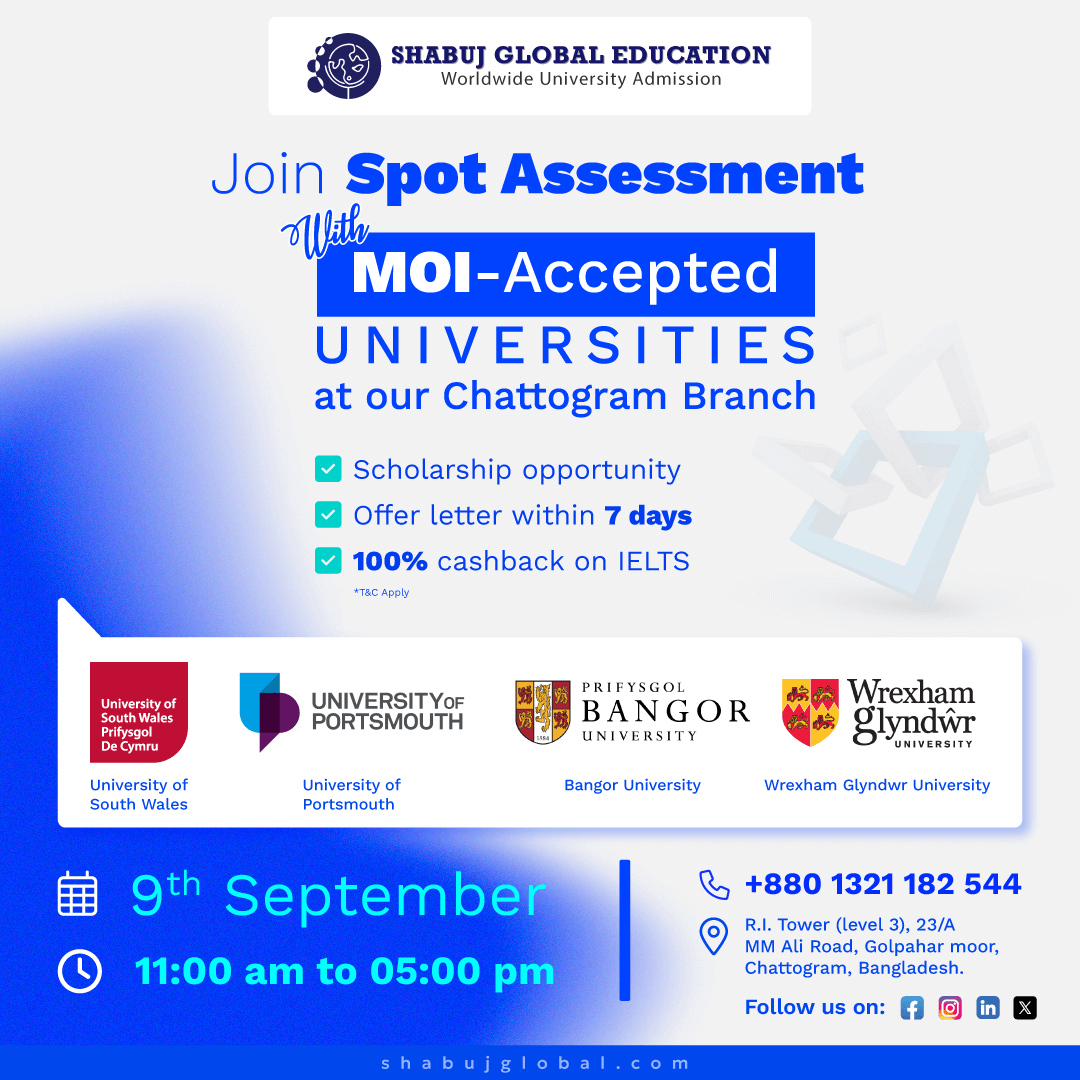 SHABUJ GLOBAL EDUCATION
Worldwide University Admission
Join Spot Assessment
With
MOI-Accepted
UNIVERSITIES
at our Chattogram Branch
Scholarship opportunity
Offer letter within 7 days
100% cashback on IELTS
*T&C Apply
University of
South Wales
Prifysgol
De Cymru
University of
South Wales
UNIVERSITY OF
PORTSMOUTH
University of
Portsmouth
PRIFYSGOL
BANGOR
UNIVERSITY
1884
Bangor University
Wrexham
glyndŵr
UNIVERSITY
Wrexham Glyndwr University
9th September
11:00 am to 05:00 pm
+880 1321 182 544
R.I. Tower (level 3), 23/A
MM Ali Road, Golpahar moor,
Chattogram, Bangladesh.
Follow us on:
shabujglobal.com